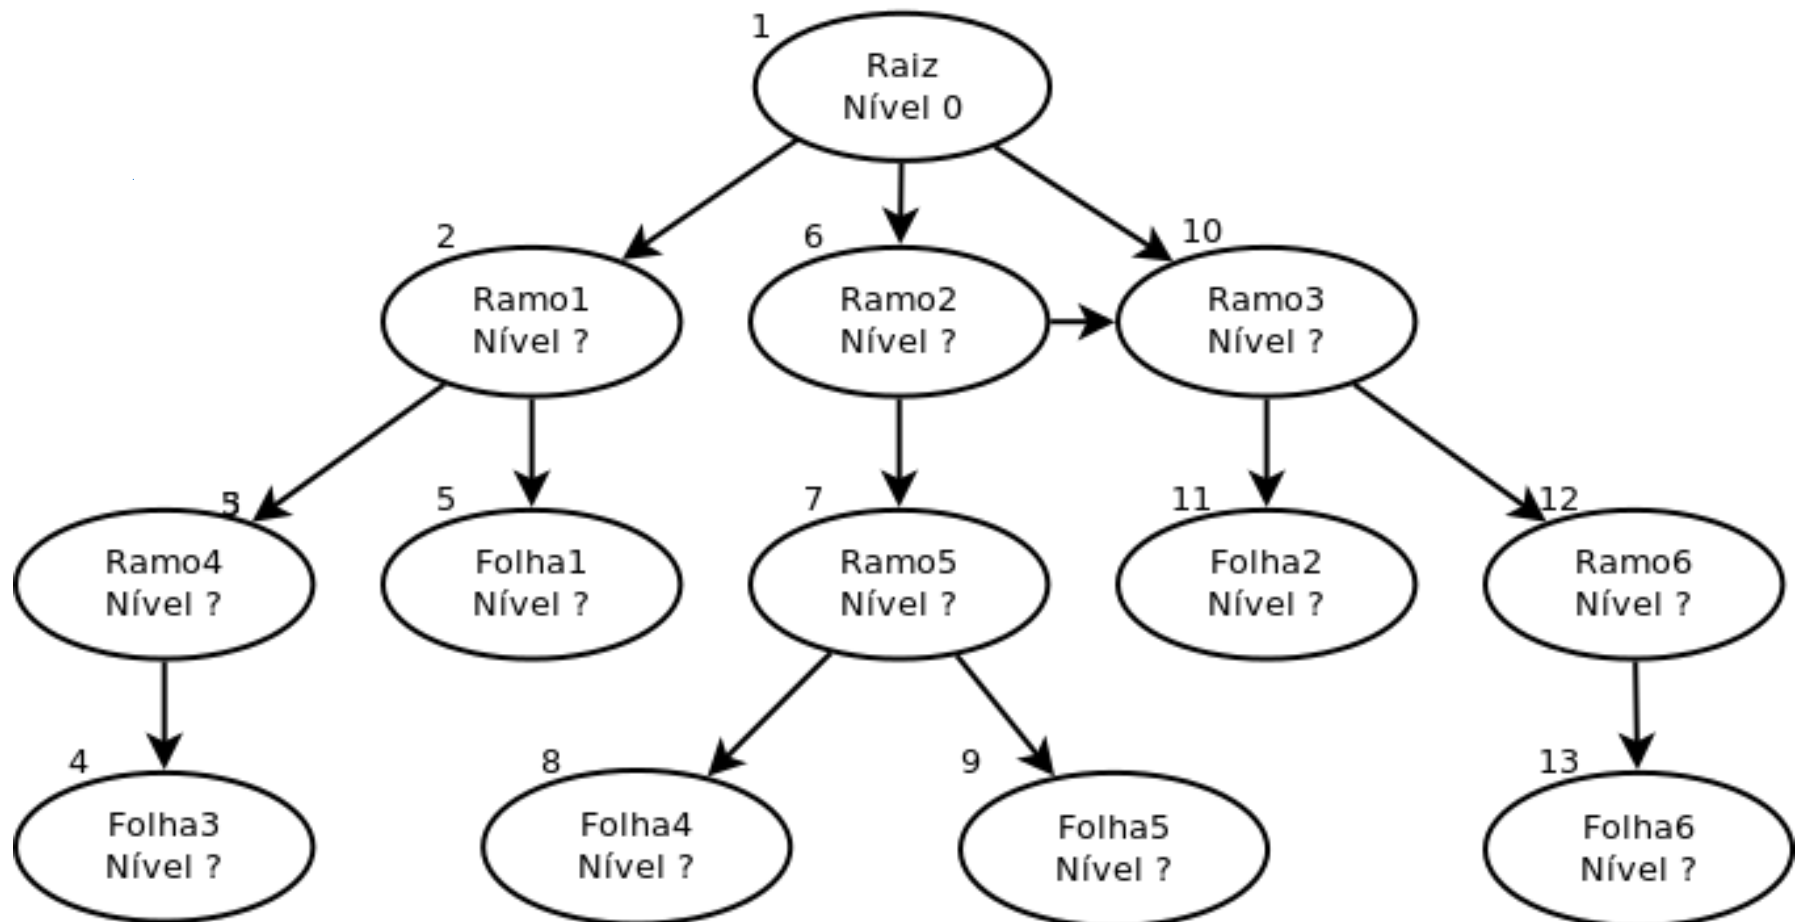 1
Raiz
Nível 0
2
6
10
Ramo1
Nível ?
Ramo2
Nível ?
Ramo3
Nível ?
5
7
11
12
Ramo4
Nível ?
Folha1
Nível ?
Ramo5
Nível ?
Folha2
Nível ?
Ramo6
Nível ?
4
8
9
13
Folha3
Nível ?
Folha4
Nível ?
Folha5
Nível ?
Folha6
Nível ?